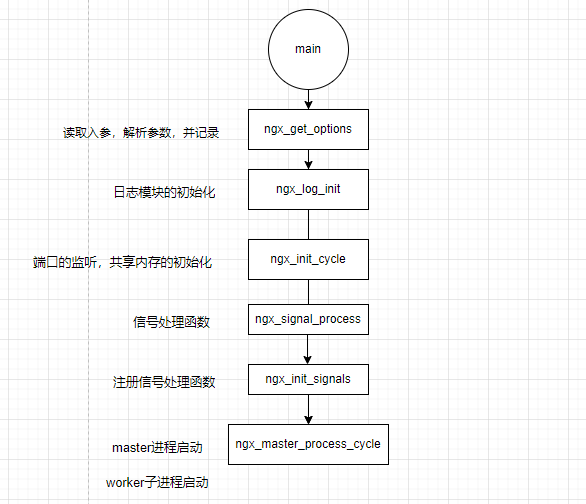 main
读取入参，解析参数，并记录
ngx_get_options
日志模块的初始化
ngx_log_init
端口的监听，共享内存的初始化
ngx_init_cycle
信号处理函数
ngx_signal_process
注册信号处理函数
ngx_init_signals
master进程启动
ngx_master_process_cycle
worker子进程启动